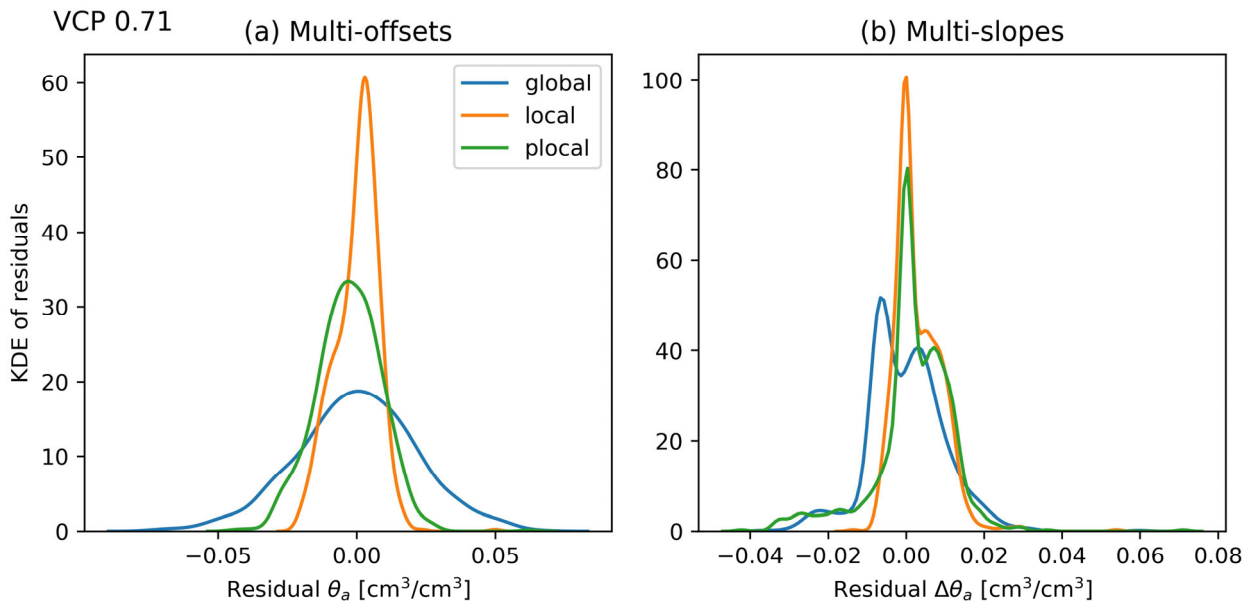 VCP 0.71
(a) Multi-offsets
(b) Multi-slopes
global
local
plocal
KDE of residuals
60
50
40
30
20
10
0
−0.05
0.00
0.05
Residual θₐ [cm³/cm³]
100
80
60
40
20
0
−0.04
−0.02
0.00
0.02
0.04
0.06
0.08
Residual Δθₐ [cm³/cm³]